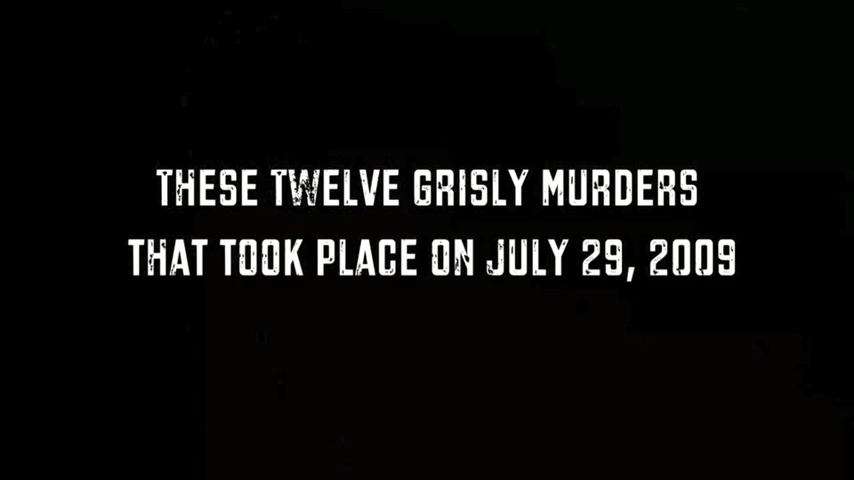 THESE TWELVE GRISLY MURDERS
THAT TOOK PLACE ON JULY 29, 2009